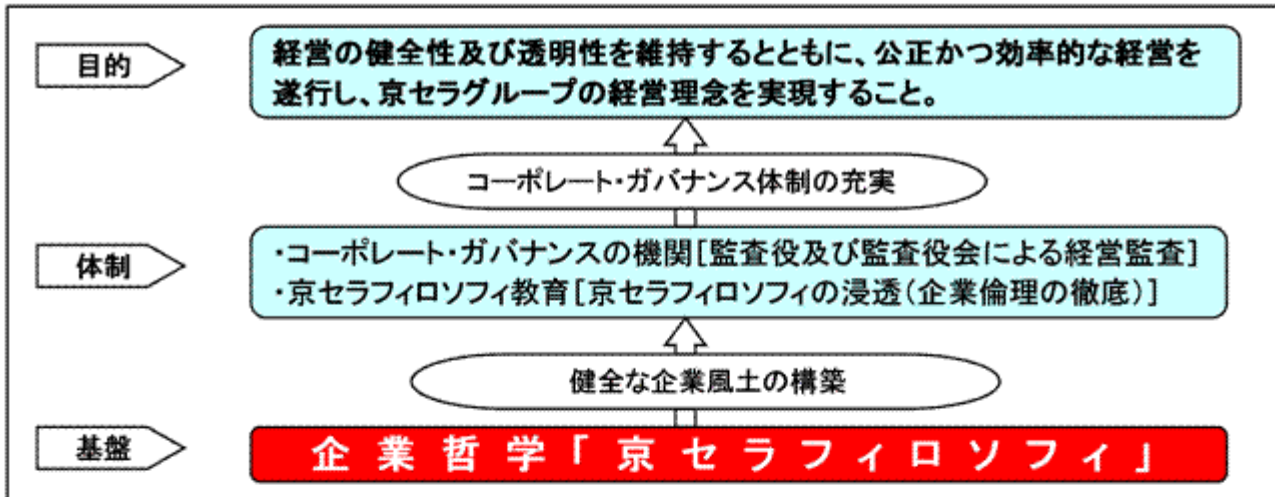 目的
経営の健全性及び透明性を維持するとともに、公正かつ効率的な経営を
遂行し、京セラグループの経営理念を実現すること。
コーポレート・ガバナンス体制の充実
体制
・コーポレート・ガバナンスの機関[監査役及び監査役会による経営監査]
・京セラフィロソフィ教育[京セラフィロソフィの浸透(企業倫理の徹底)]
健全な企業風土の構築
基盤
企業哲学「京セラフィロソフィ」